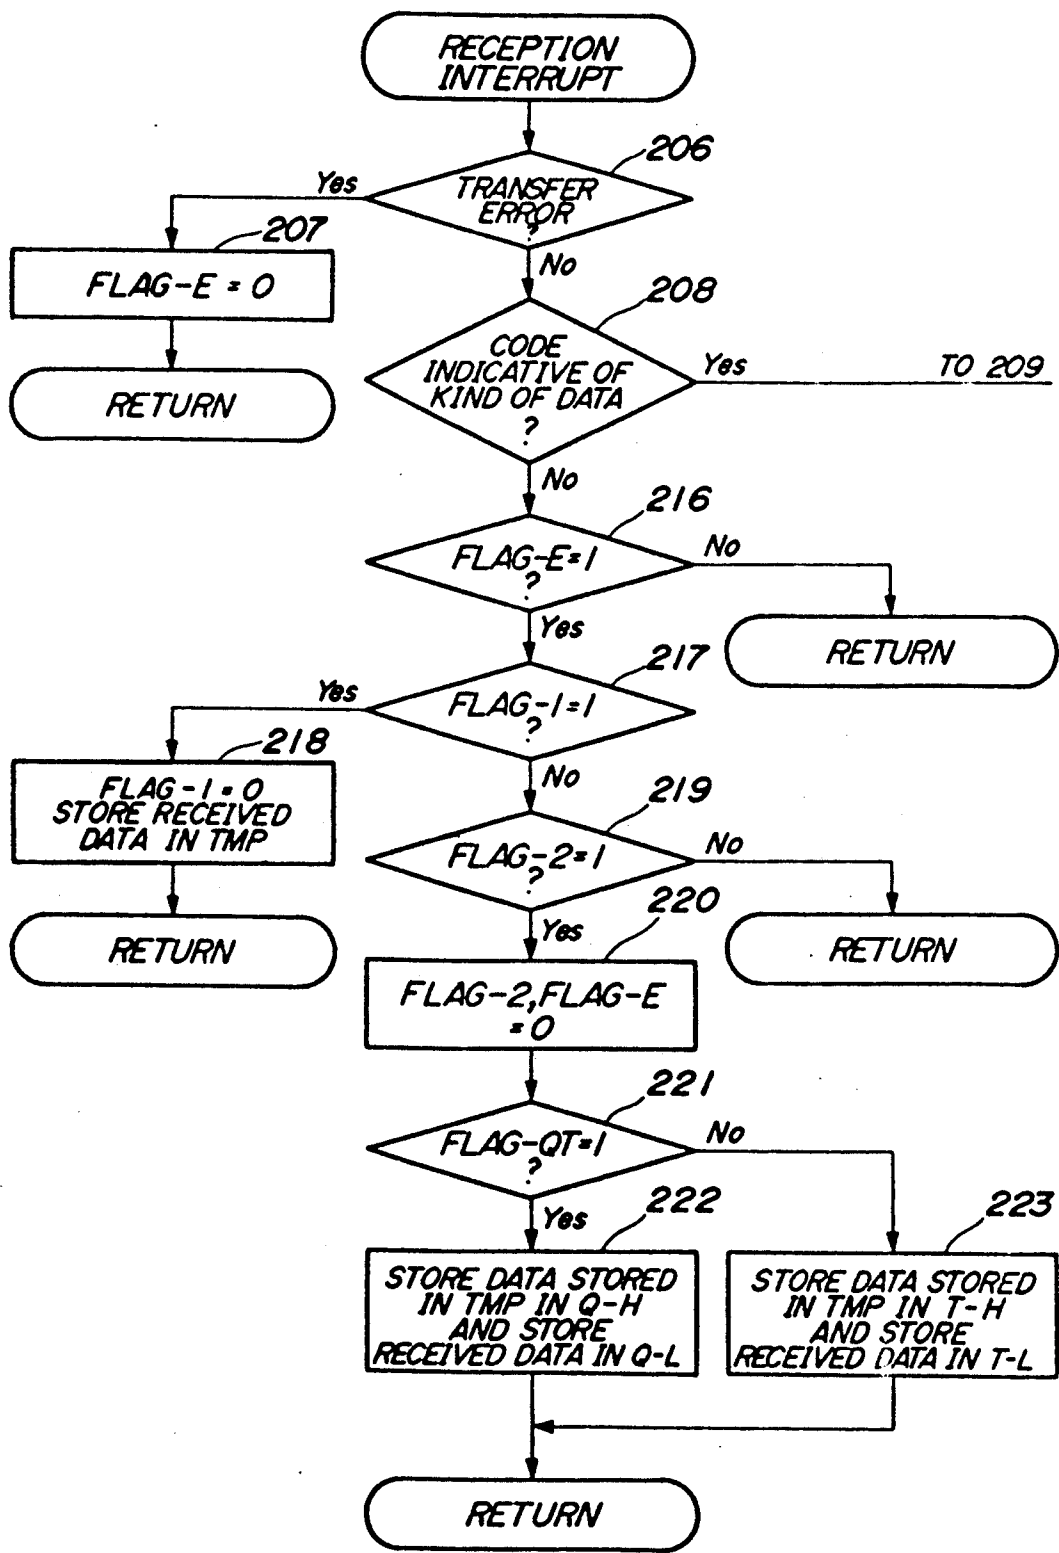 RECEPTION
INTERRUPT
206
Yes
TRANSFER
ERROR
?
207
No
FLAG-E = 0
208
CODE
INDICATIVE OF
KIND OF DATA
?
Yes
TO 209
RETURN
No
216
FLAG-E=1
?
No
Yes
RETURN
217
Yes
FLAG-1=1
?
218
No
FLAG-1=0
STORE RECEIVED
DATA IN TMP
219
FLAG-2=1
?
No
220
Yes
RETURN
RETURN
FLAG-2,FLAG-E
=0
221
FLAG-QT=1
?
No
222
Yes
223
STORE DATA STORED
IN TMP IN Q-H
AND STORE
RECEIVED DATA IN Q-L
STORE DATA STORED
IN TMP IN T-H
AND STORE
RECEIVED DATA IN T-L
RETURN